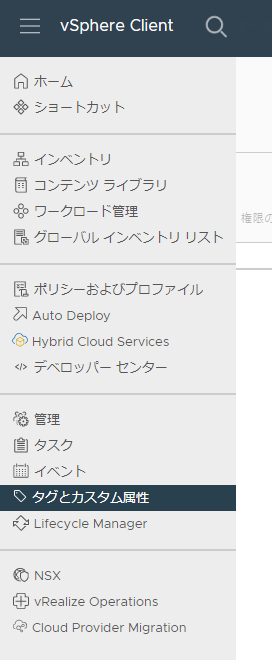 vSphere Client
ホーム
ショートカット
インベントリ
コンテンツ ライブラリ
ワークロード管理
グローバル インベントリ リスト
権限の
ポリシーおよびプロファイル
Auto Deploy
Hybrid Cloud Services
デベロッパー センター
管理
タスク
イベント
タグとカスタム属性
Lifecycle Manager
NSX
vRealize Operations
Cloud Provider Migration